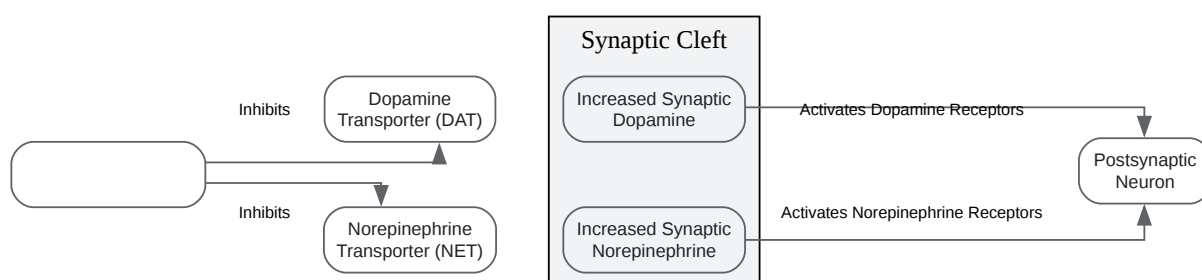 Synaptic Cleft
Inhibits
Dopamine
Transporter (DAT)
Increased Synaptic
Dopamine
Activates Dopamine Receptors
Postsynaptic
Neuron
Inhibits
Norepinephrine
Transporter (NET)
Increased Synaptic
Norepinephrine
Activates Norepinephrine Receptors